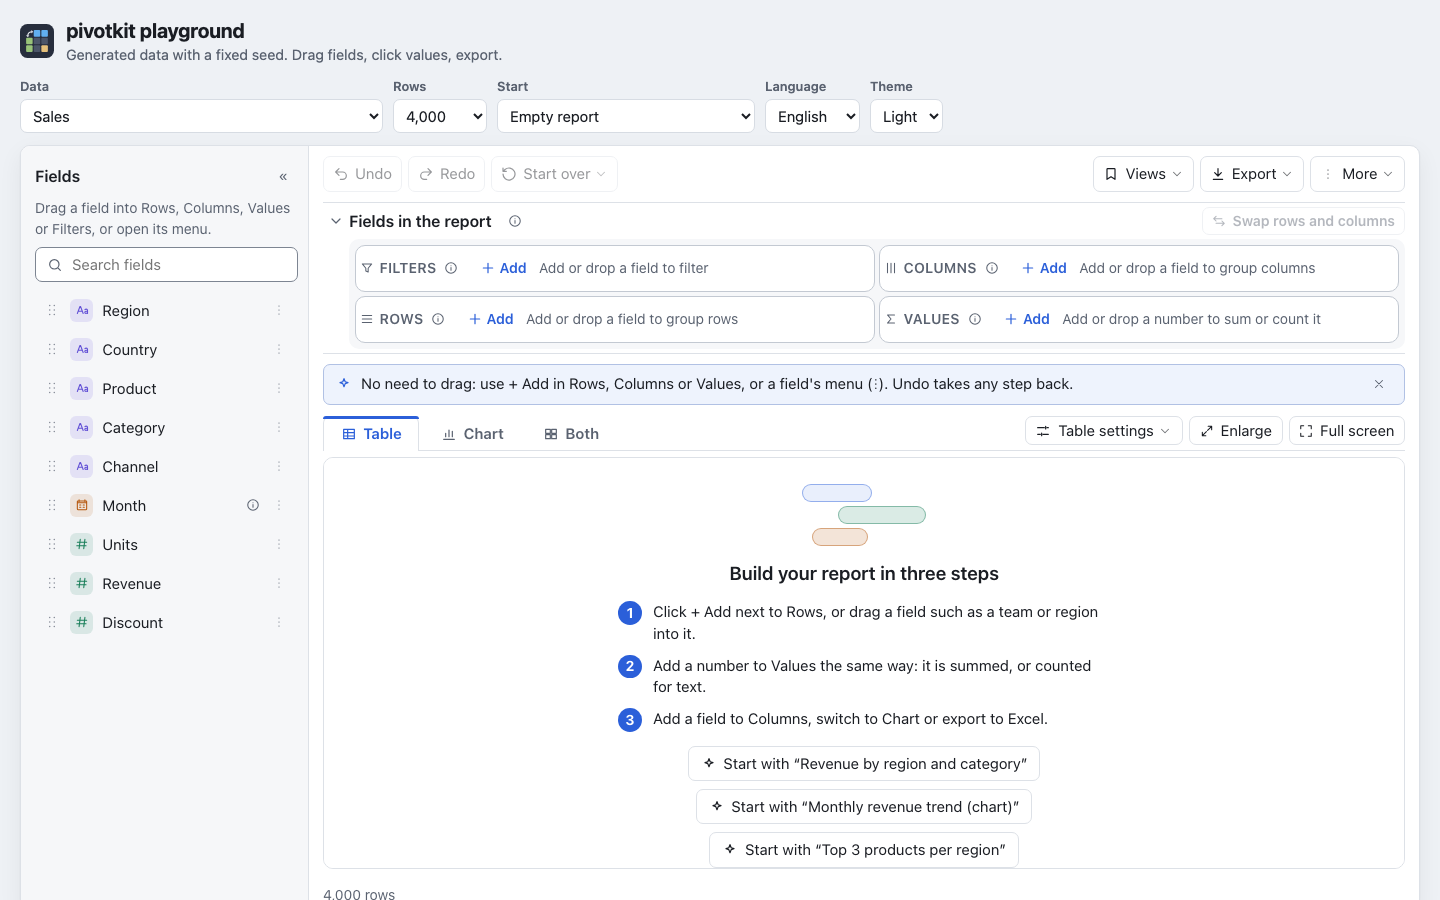 pivotkit playground
Generated data with a fixed seed. Drag fields, click values, export.
Data
Rows
Start
Language
Theme
Sales
4,000
Empty report
English
Light
Fields
«
Drag a field into Rows, Columns, Values
or Filters, or open its menu.
Search fields
Aa Region
Aa Country
Aa Product
Aa Category
Aa Channel
Month
# Units
# Revenue
# Discount
Undo
Redo
Start over
Views
Export
More
Fields in the report
Swap rows and columns
FILTERS
+ Add
Add or drop a field to filter
COLUMNS
+ Add
Add or drop a field to group columns
ROWS
+ Add
Add or drop a field to group rows
VALUES
+ Add
Add or drop a number to sum or count it
No need to drag: use + Add in Rows, Columns or Values, or a field's menu (⋮). Undo takes any step back.
Table
Chart
Both
Table settings
Enlarge
Full screen
Build your report in three steps
1 Click + Add next to Rows, or drag a field such as a team or region
into it.
2 Add a number to Values the same way: it is summed, or counted
for text.
3 Add a field to Columns, switch to Chart or export to Excel.
Start with “Revenue by region and category”
Start with “Monthly revenue trend (chart)”
Start with “Top 3 products per region”
4,000 rows